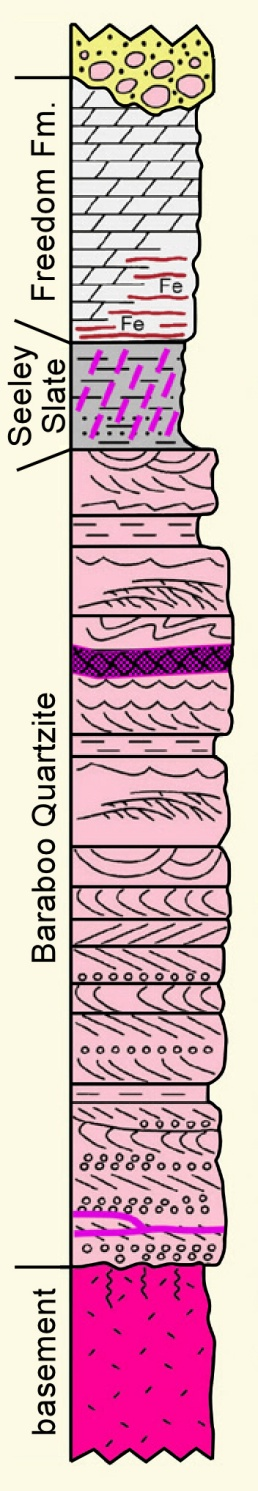 Freedom Fm.
Fe
Fe
Seeley
Slate
Baraboo Quartzite
basement